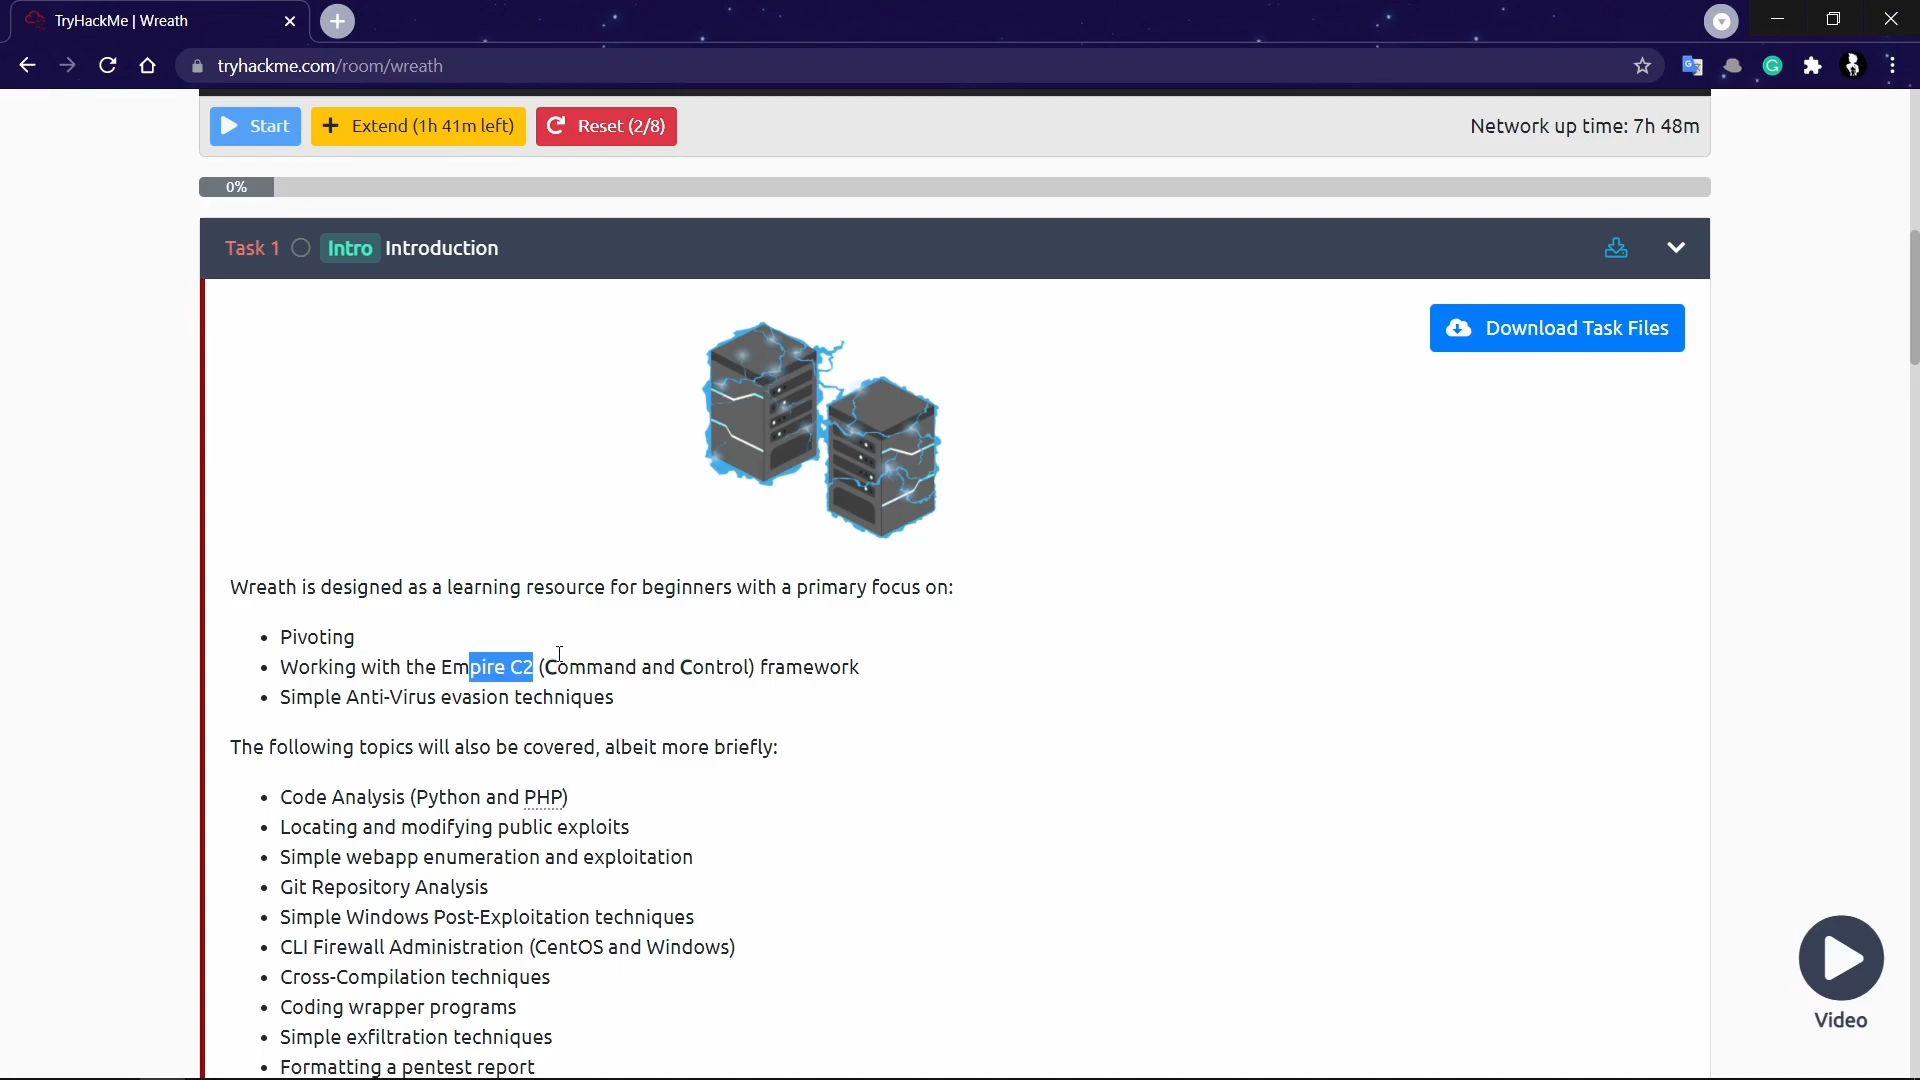 TryHackMe | Wreath
tryhackme.com/room/wreath
Start
Extend (1h 41m left)
Reset (2/8)
Network up time: 7h 48m
0%
Task 1 Intro Introduction
Download Task Files
Wreath is designed as a learning resource for beginners with a primary focus on:
• Pivoting
• Working with the Empire C2 (Command and Control) framework
• Simple Anti-Virus evasion techniques
The following topics will also be covered, albeit more briefly:
• Code Analysis (Python and PHP)
• Locating and modifying public exploits
• Simple webapp enumeration and exploitation
• Git Repository Analysis
• Simple Windows Post-Exploitation techniques
• CLI Firewall Administration (CentOS and Windows)
• Cross-Compilation techniques
• Coding wrapper programs
• Simple exfiltration techniques
• Formatting a pentest report
Video